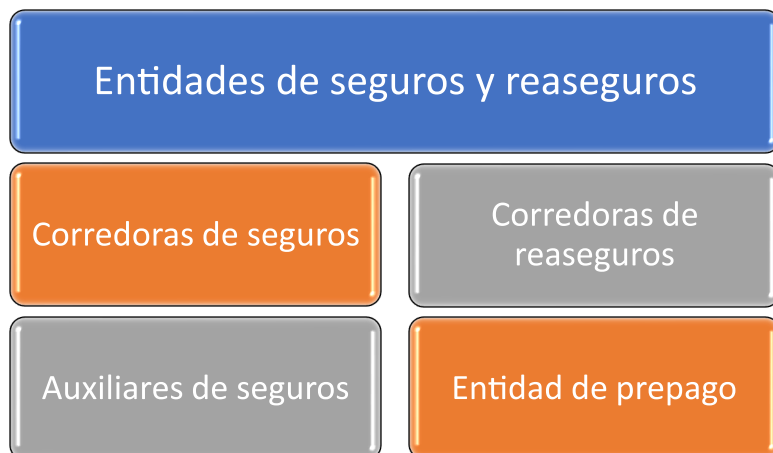 Entidades de seguros y reaseguros
Corredoras de seguros
Corredoras de
reaseguros
Auxiliares de seguros
Entidad de prepago